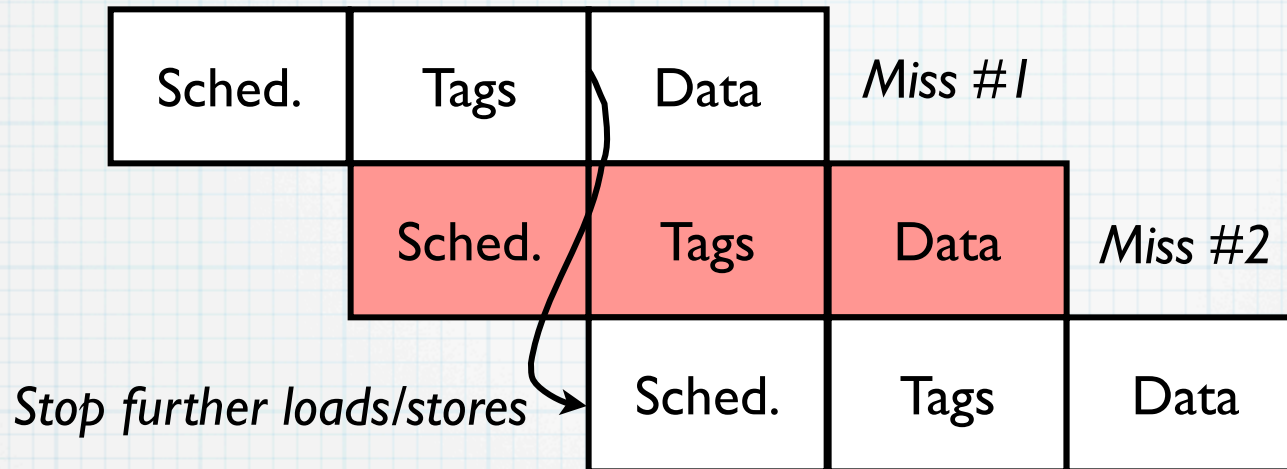 Sched. Tags Data Miss #1
Sched. Tags Data Miss #2
Stop further loads/stores Sched. Tags Data